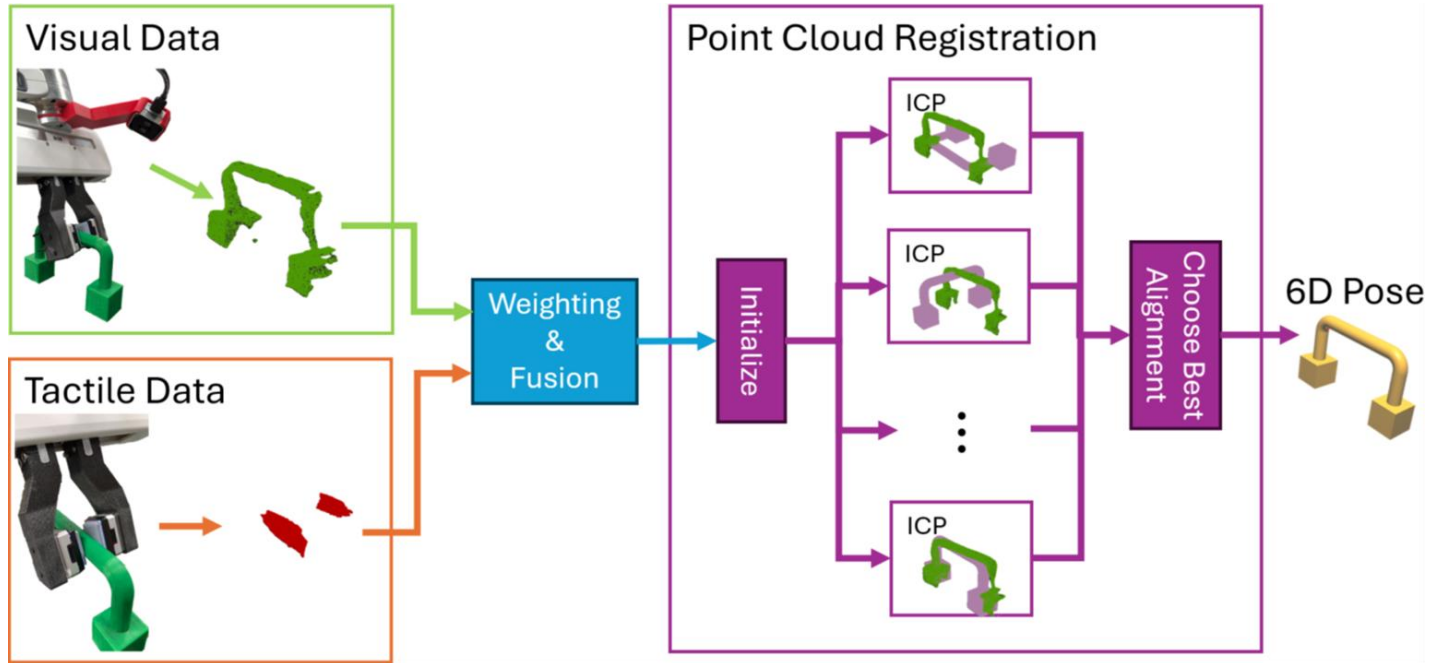 Visual Data
Tactile Data
Weighting
&
Fusion
Point Cloud Registration
Initialize
ICP
ICP
⋮
ICP
Choose Best
Alignment
6D Pose